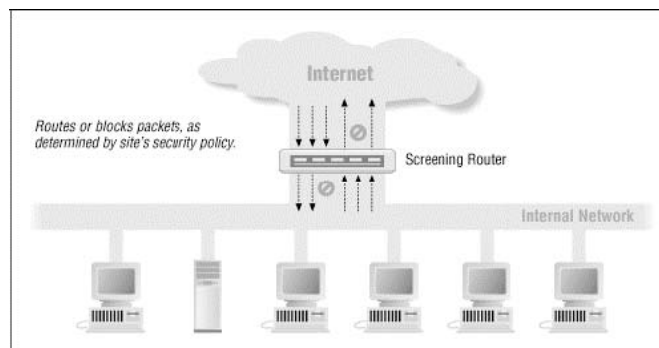 Internet
Routes or blocks packets, as
determined by site's security policy.
Screening Router
Internal Network